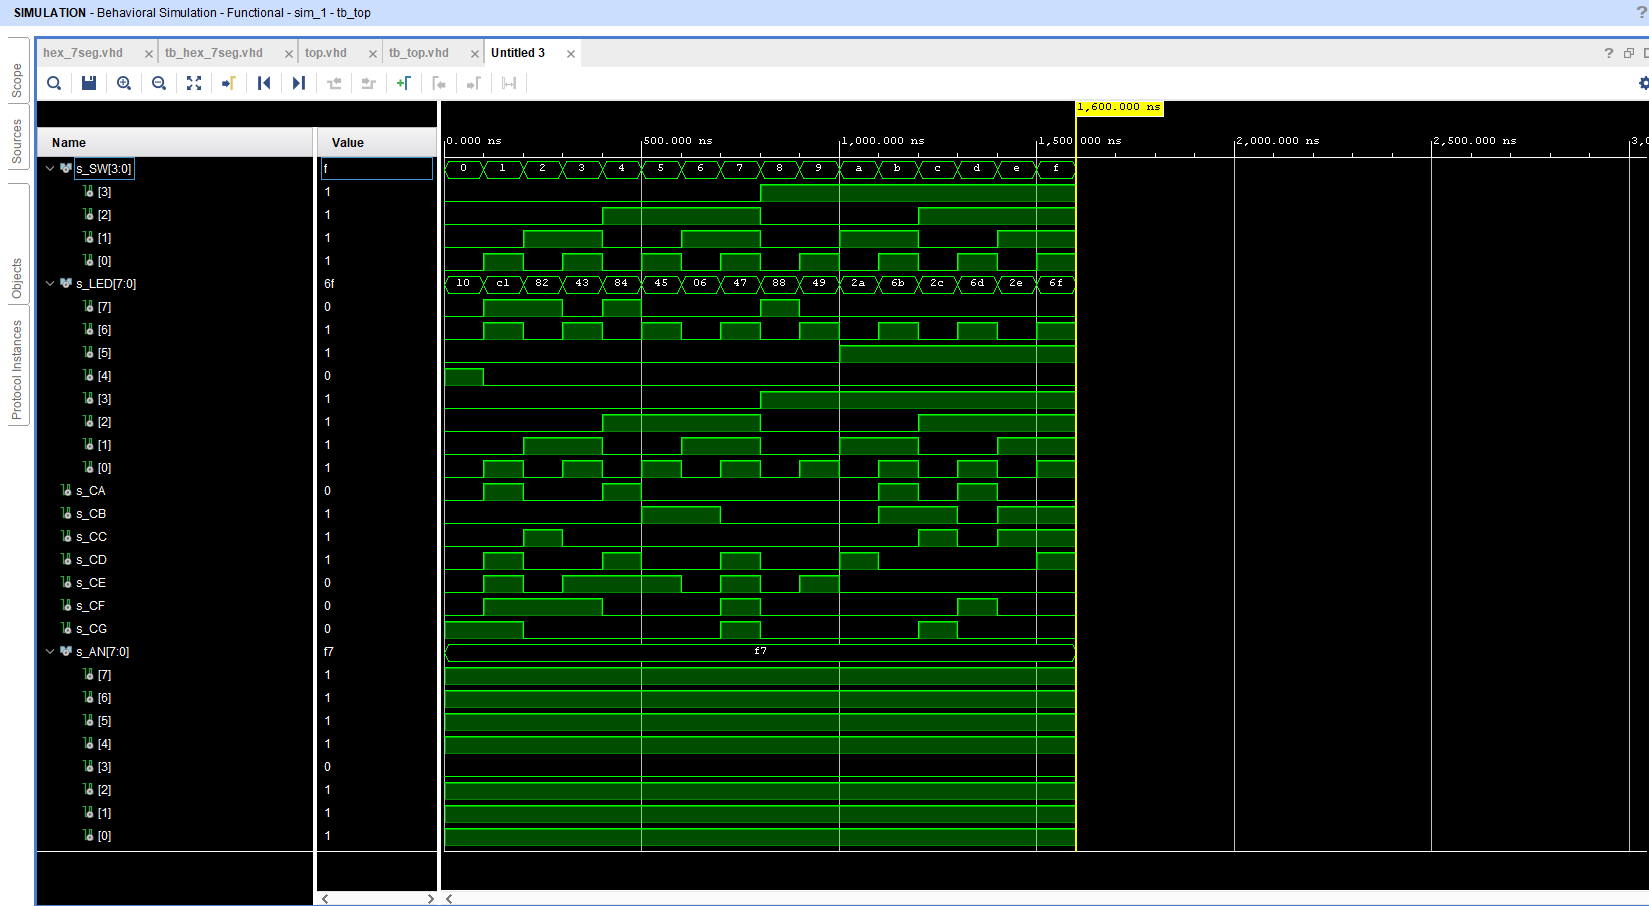 SIMULATION - Behavioral Simulation - Functional - sim_1 - tb_top ?
hex_7seg.vhd × tb_hex_7seg.vhd × top.vhd × tb_top.vhd × Untitled 3 × ?
Scope
Sources
Objects
Protocol Instances
1,600.000 ns
Name Value
0.000 ns 500.000 ns 1,000.000 ns 1,500.000 ns 2,000.000 ns 2,500.000 ns 3,0
s_SW[3:0] f 0 1 2 3 4 5 6 7 8 9 a b c d e f
[3] 1
[2] 1
[1] 1
[0] 1
s_LED[7:0] 6f 10 c1 82 43 84 45 06 47 88 49 2a 6b 2c 6d 2e 6f
[7] 0
[6] 1
[5] 1
[4] 0
[3] 1
[2] 1
[1] 1
[0] 1
s_CA 0
s_CB 1
s_CC 1
s_CD 1
s_CE 0
s_CF 0
s_CG 0
s_AN[7:0] f7 f7
[7] 1
[6] 1
[5] 1
[4] 1
[3] 0
[2] 1
[1] 1
[0] 1